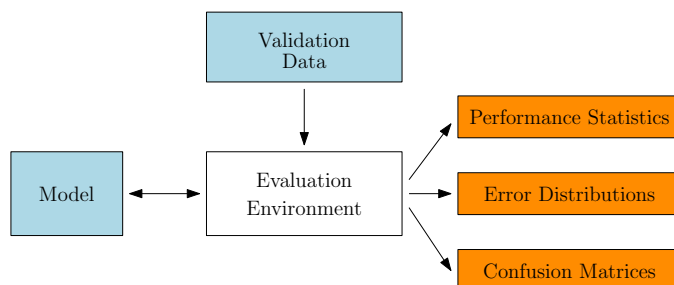 Validation
Data
Performance Statistics
Model
Evaluation
Environment
Error Distributions
Confusion Matrices